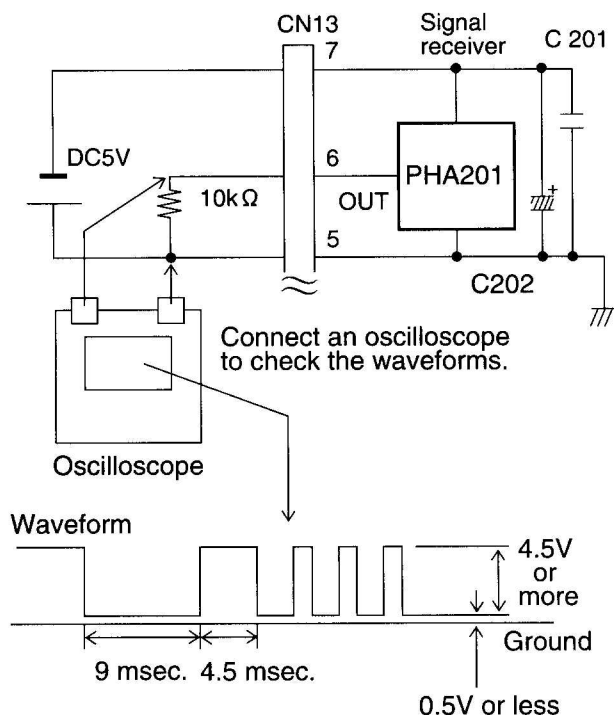 CN13
7
Signal
receiver
C 201
DC5V
10kΩ
6
OUT
PHA201
+
5
C202
Connect an oscilloscope
to check the waveforms.
Oscilloscope
Waveform
4.5V
or
more
9 msec. 4.5 msec.
Ground
0.5V or less